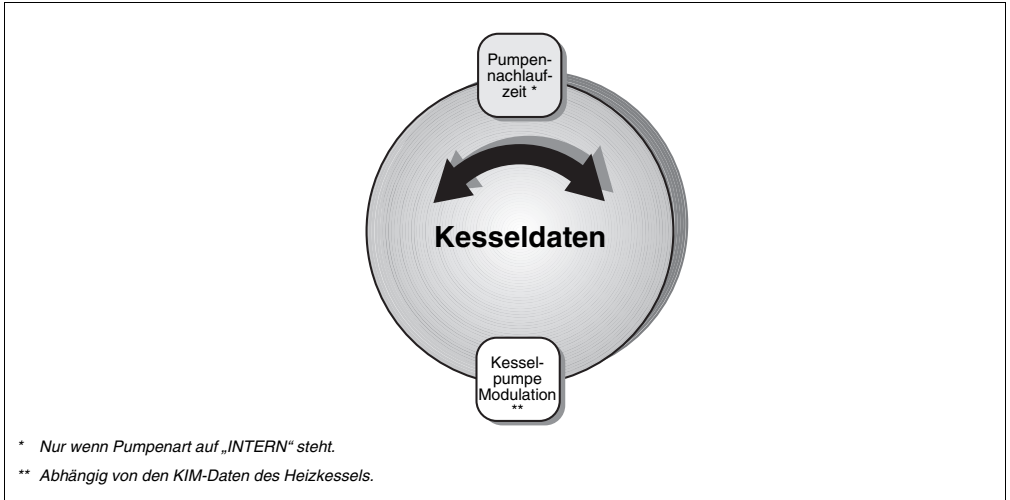 Pumpen-
nachlauf-
zeit *
Kesseldaten
Kessel-
pumpe
Modulation
**
* Nur wenn Pumpenart auf „INTERN“ steht.
** Abhängig von den KIM-Daten des Heizkessels.